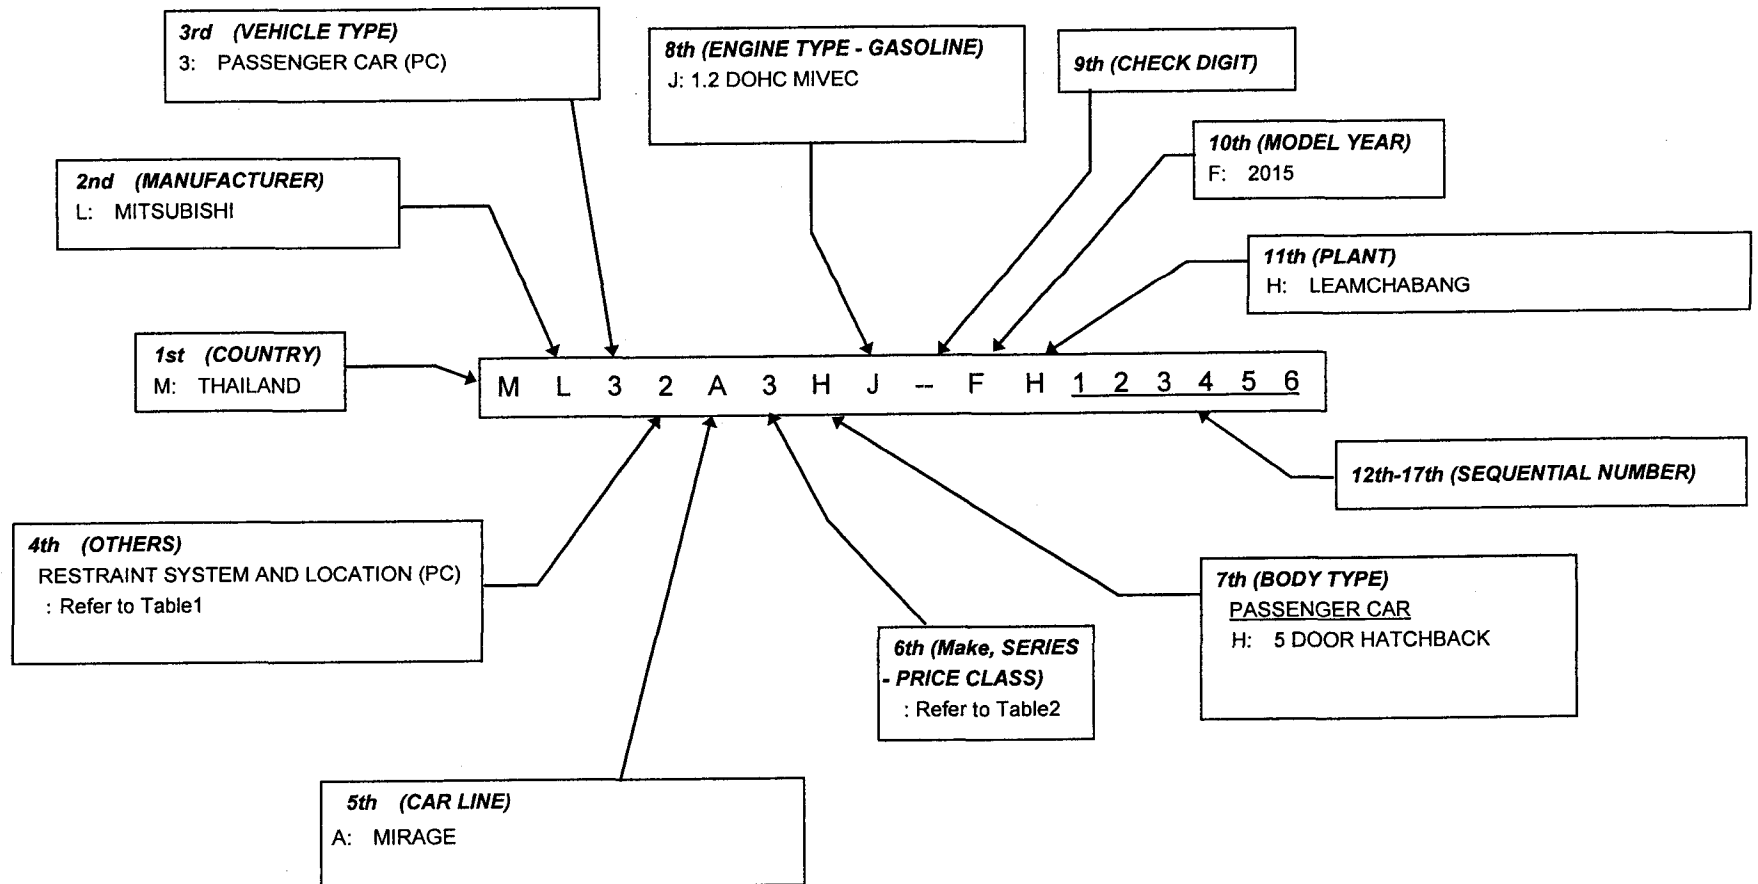 3rd (VEHICLE TYPE)
3: PASSENGER CAR (PC)
8th (ENGINE TYPE - GASOLINE)
J: 1.2 DOHC MIVEC
9th (CHECK DIGIT)
10th (MODEL YEAR)
F: 2015
2nd (MANUFACTURER)
L: MITSUBISHI
11th (PLANT)
H: LEAMCHABANG
1st (COUNTRY)
M: THAILAND
M L 3 2 A 3 H J -- F H 1 2 3 4 5 6
12th-17th (SEQUENTIAL NUMBER)
4th (OTHERS)
RESTRAINT SYSTEM AND LOCATION (PC)
: Refer to Table1
7th (BODY TYPE)
PASSENGER CAR
H: 5 DOOR HATCHBACK
6th (Make, SERIES
- PRICE CLASS)
: Refer to Table2
5th (CAR LINE)
A: MIRAGE